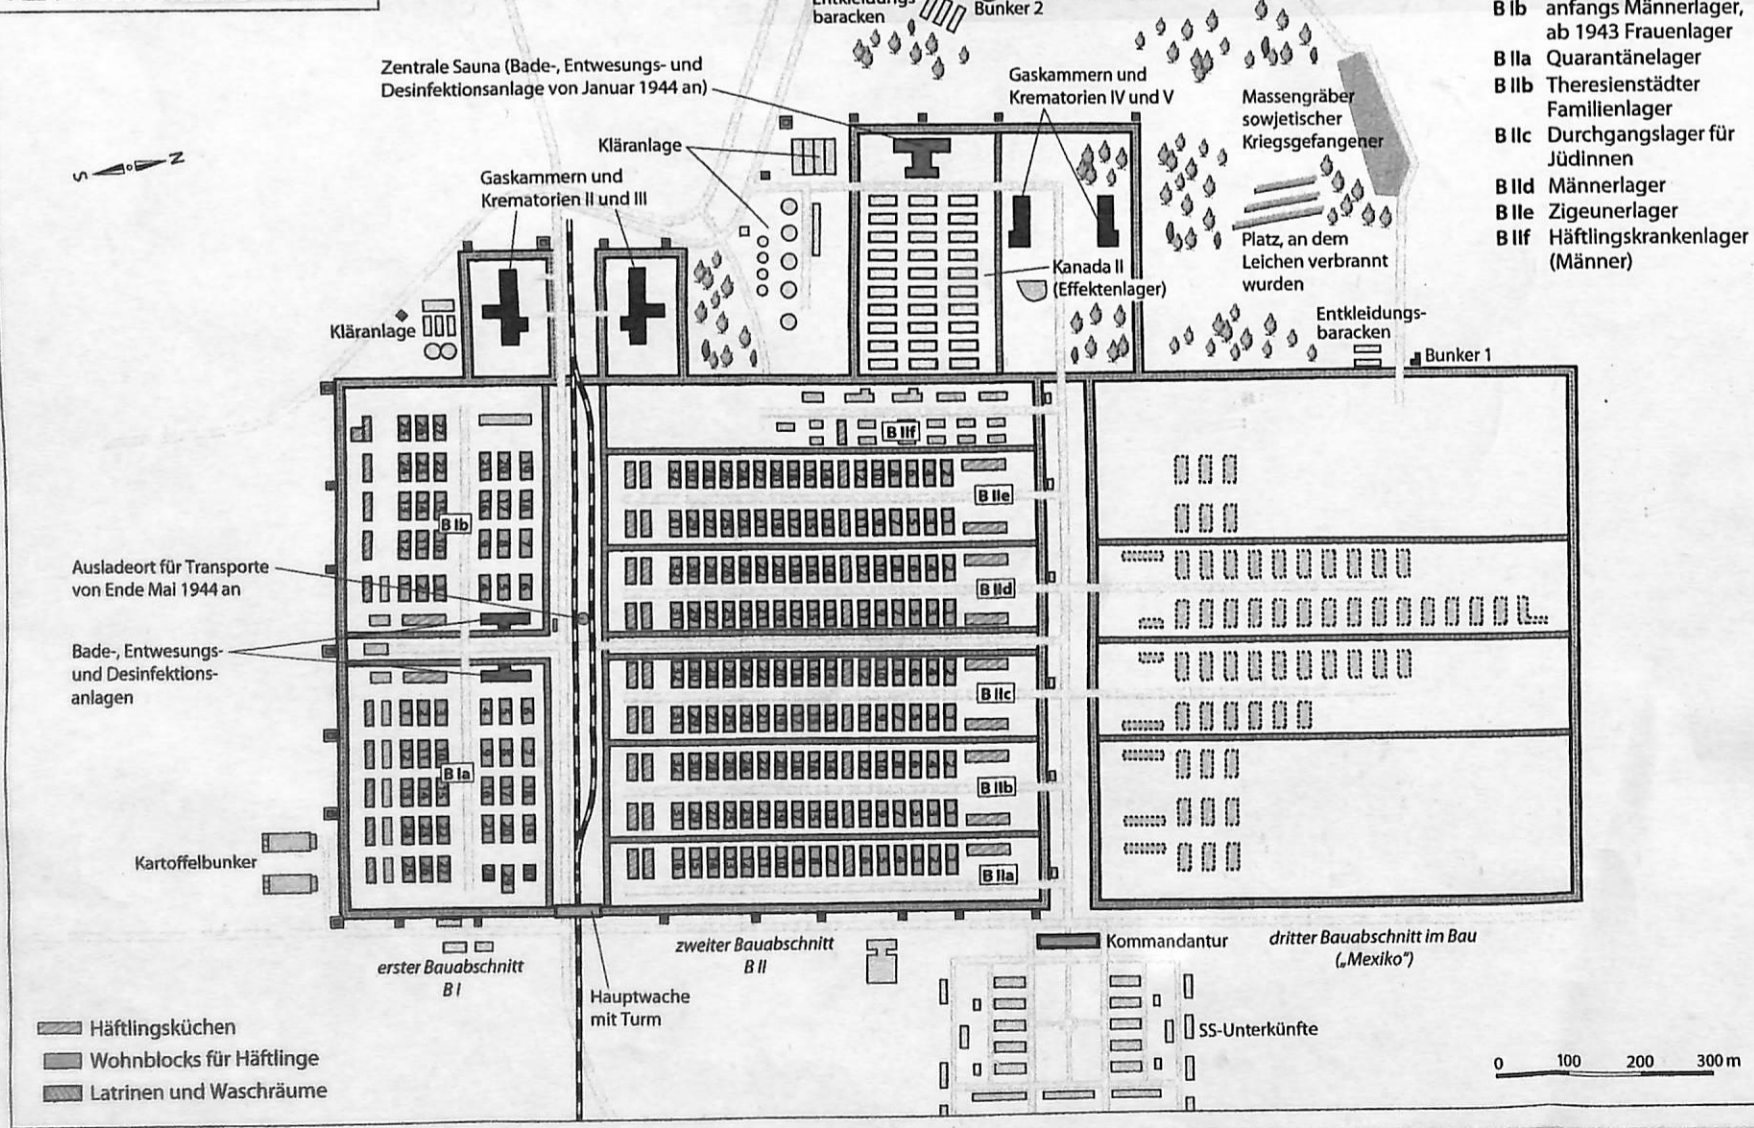 baracken
Bunker 2
B Ib anfangs Männerlager,
ab 1943 Frauenlager
B IIa Quarantänelager
B IIb Theresienstädter
Familienlager
B IIc Durchgangslager für
Jüdinnen
B IId Männerlager
B IIe Zigeunerlager
B IIf Häftlingskrankenlager
(Männer)
Zentrale Sauna (Bade-, Entwesungs- und
Desinfektionsanlage von Januar 1944 an)
Gaskammern und
Krematorien IV und V
Massengräber
sowjetischer
Kriegsgefangener
Kläranlage
S N
Gaskammern und
Krematorien II und III
Platz, an dem
Leichen verbrannt
wurden
Kanada II
(Effektenlager)
Kläranlage
Entkleidungs-
baracken
Bunker 1
B IIf
B IIe
B Ib
Ausladeort für Transporte
von Ende Mai 1944 an
B IId
Bade-, Entwesungs-
und Desinfektions-
anlagen
B IIc
B Ia
B IIb
Kartoffelbunker
B IIa
erster Bauabschnitt
B I
zweiter Bauabschnitt
B II
Kommandantur
dritter Bauabschnitt im Bau
(„Mexiko“)
Hauptwache
mit Turm
SS-Unterkünfte
Häftlingsküchen
Wohnblocks für Häftlinge
Latrinen und Waschräume
0 100 200 300 m